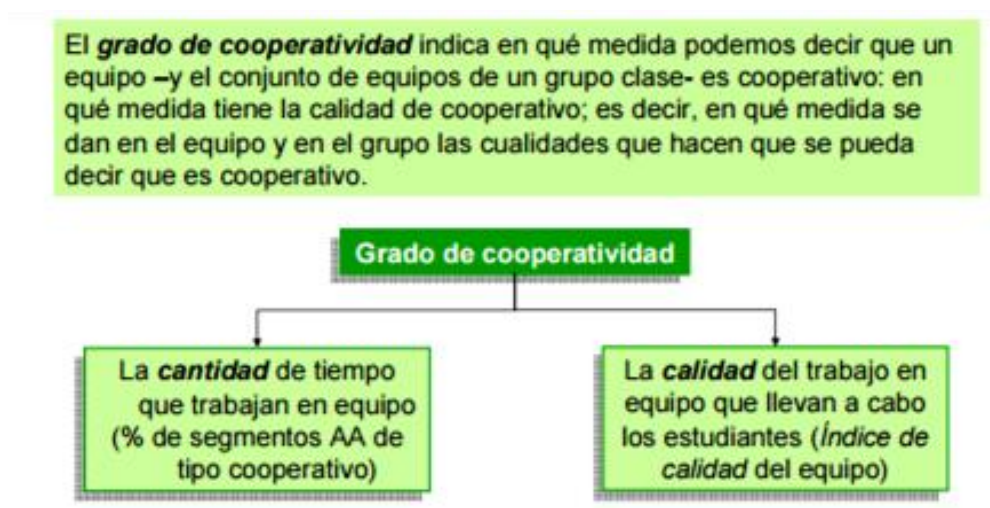 El grado de cooperatividad indica en qué medida podemos decir que un
equipo –y el conjunto de equipos de un grupo clase- es cooperativo: en
qué medida tiene la calidad de cooperativo; es decir, en qué medida se
dan en el equipo y en el grupo las cualidades que hacen que se pueda
decir que es cooperativo.
Grado de cooperatividad
La cantidad de tiempo
que trabajan en equipo
(% de segmentos AA de
tipo cooperativo)
La calidad del trabajo en
equipo que llevan a cabo
los estudiantes (Índice de
calidad del equipo)